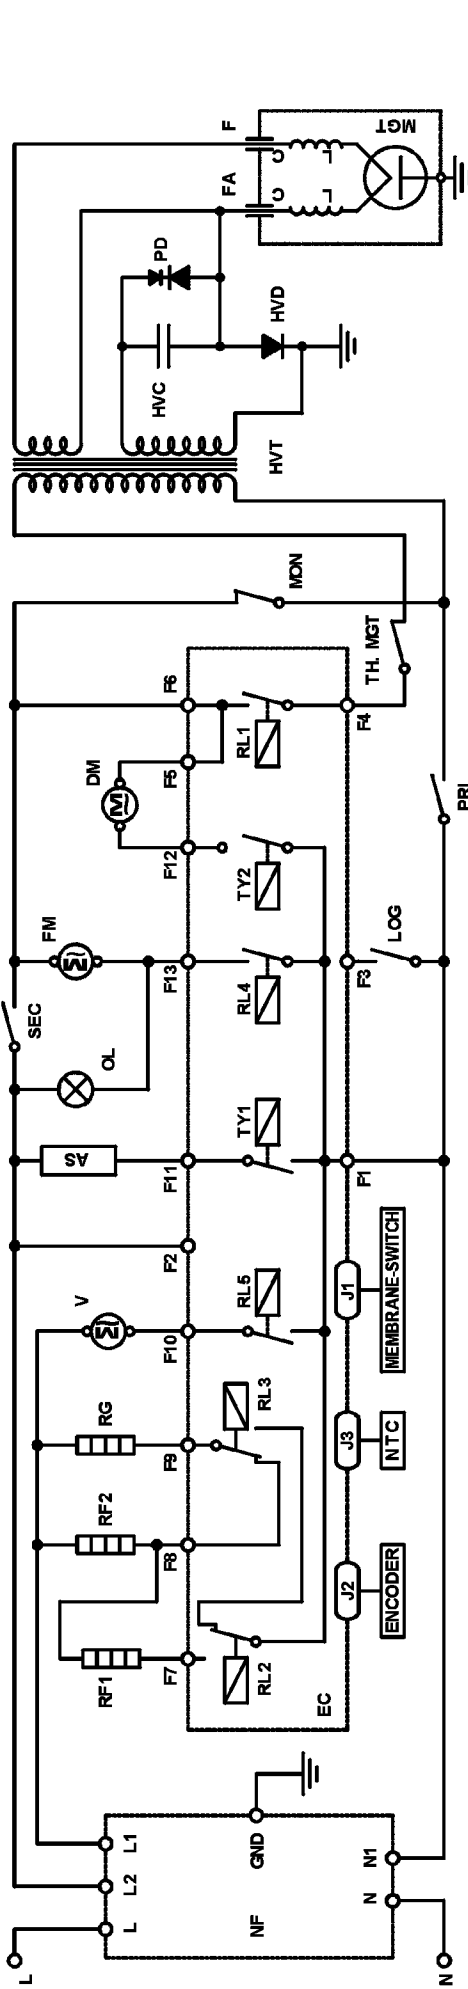 L
SEC
V
FM
DM
RG
OL
RF2
AS
RF1
L L2 L1
F7 F8 F9 F10 F2 F11 F13 F12 F5 F6
PD
F
FA
HVC
HVT
HVD
RL2
RL3
RL5
TY1
RL4
TY2
RL1
C
C
L
L
MON
NF
GND
EC
J2 J3 J1
F1
F3
F4
TH. MGT
MGT
N N1
ENCODER
NTC
MEMBRANE-SWITCH
LOG
PRI
N